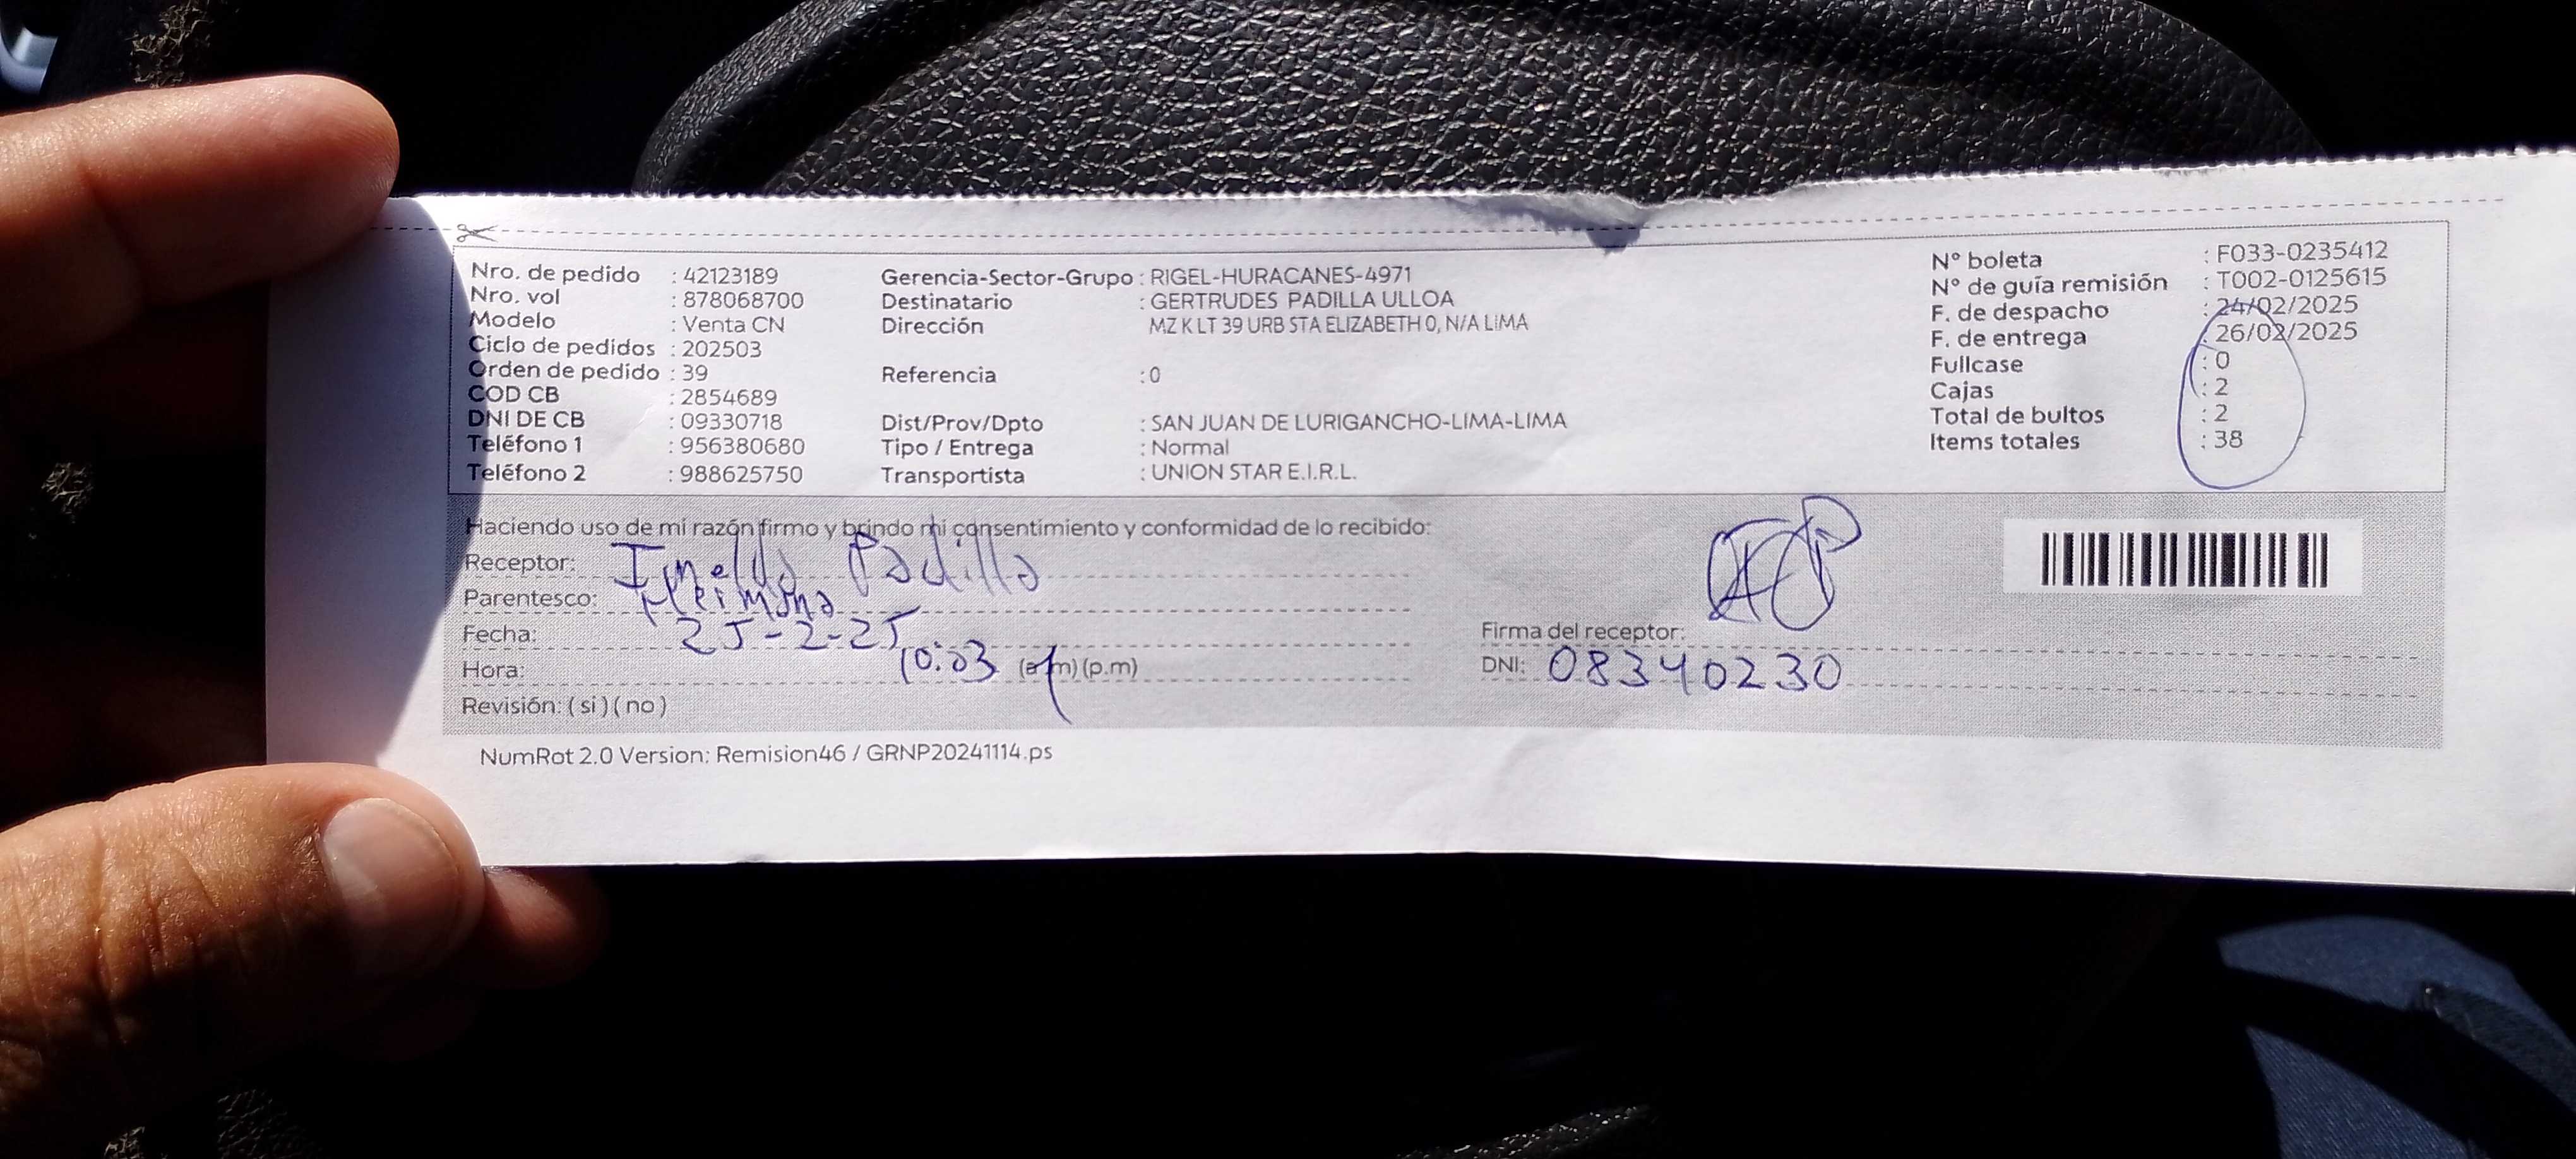 Nro. de pedido : 42123189
Nro. vol : 878068700
Modelo : Venta CN
Ciclo de pedidos : 202503
Orden de pedido : 39
COD CB : 2854689
DNI DE CB : 09330718
Teléfono 1 : 956380680
Teléfono 2 : 988625750
Gerencia-Sector-Grupo : RIGEL-HURACANES-4971
Destinatario : GERTRUDES PADILLA ULLOA
Dirección MZ K LT 39 URB STA ELIZABETH 0, N/A LIMA
Referencia : 0
Dist/Prov/Dpto : SAN JUAN DE LURIGANCHO-LIMA-LIMA
Tipo / Entrega : Normal
Transportista : UNION STAR E.I.R.L.
N° boleta : F033-0235412
N° de guía remisión : T002-0125615
F. de despacho : 24/02/2025
F. de entrega : 26/02/2025
Fullcase : 0
Cajas : 2
Total de bultos : 2
Items totales : 38
Haciendo uso de mi razón firmo y brindo mi consentimiento y conformidad de lo recibido:
Receptor: Imelda Padilla
Parentesco: Hermana
Fecha: 25-2-25
Hora: 10:03 (a.m) (p.m)
Revisión: ( si ) ( no )
Firma del receptor:
DNI: 08340230
NumRot 2.0 Version: Remision46 / GRNP20241114.ps